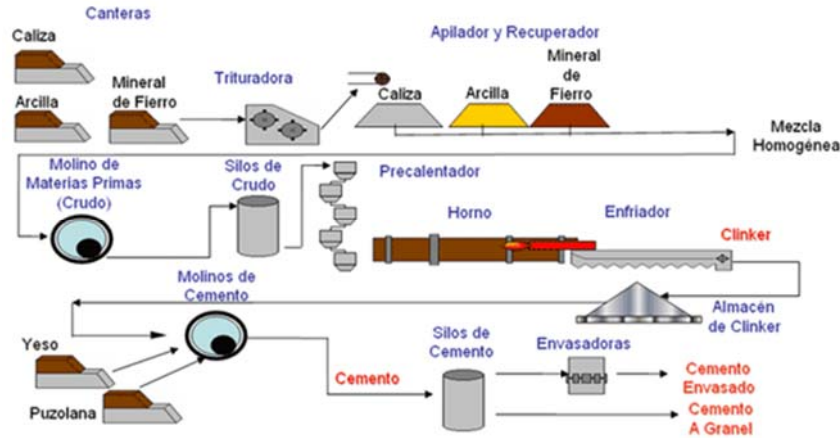 Canteras
Caliza
Apilador y Recuperador
Mineral
de
Fierro
Trituradora
Mineral
de Fierro
Arcilla
Caliza
Arcilla
Mezcla
Homogénea
Molino de
Materias Primas
(Crudo)
Silos de
Crudo
Precalentador
Horno
Enfriador
Clinker
Molinos de
Cemento
Almacén
de Clinker
Yeso
Silos de
Cemento
Envasadoras
Cemento
Cemento
Envasado
Puzolana
Cemento
A Granel